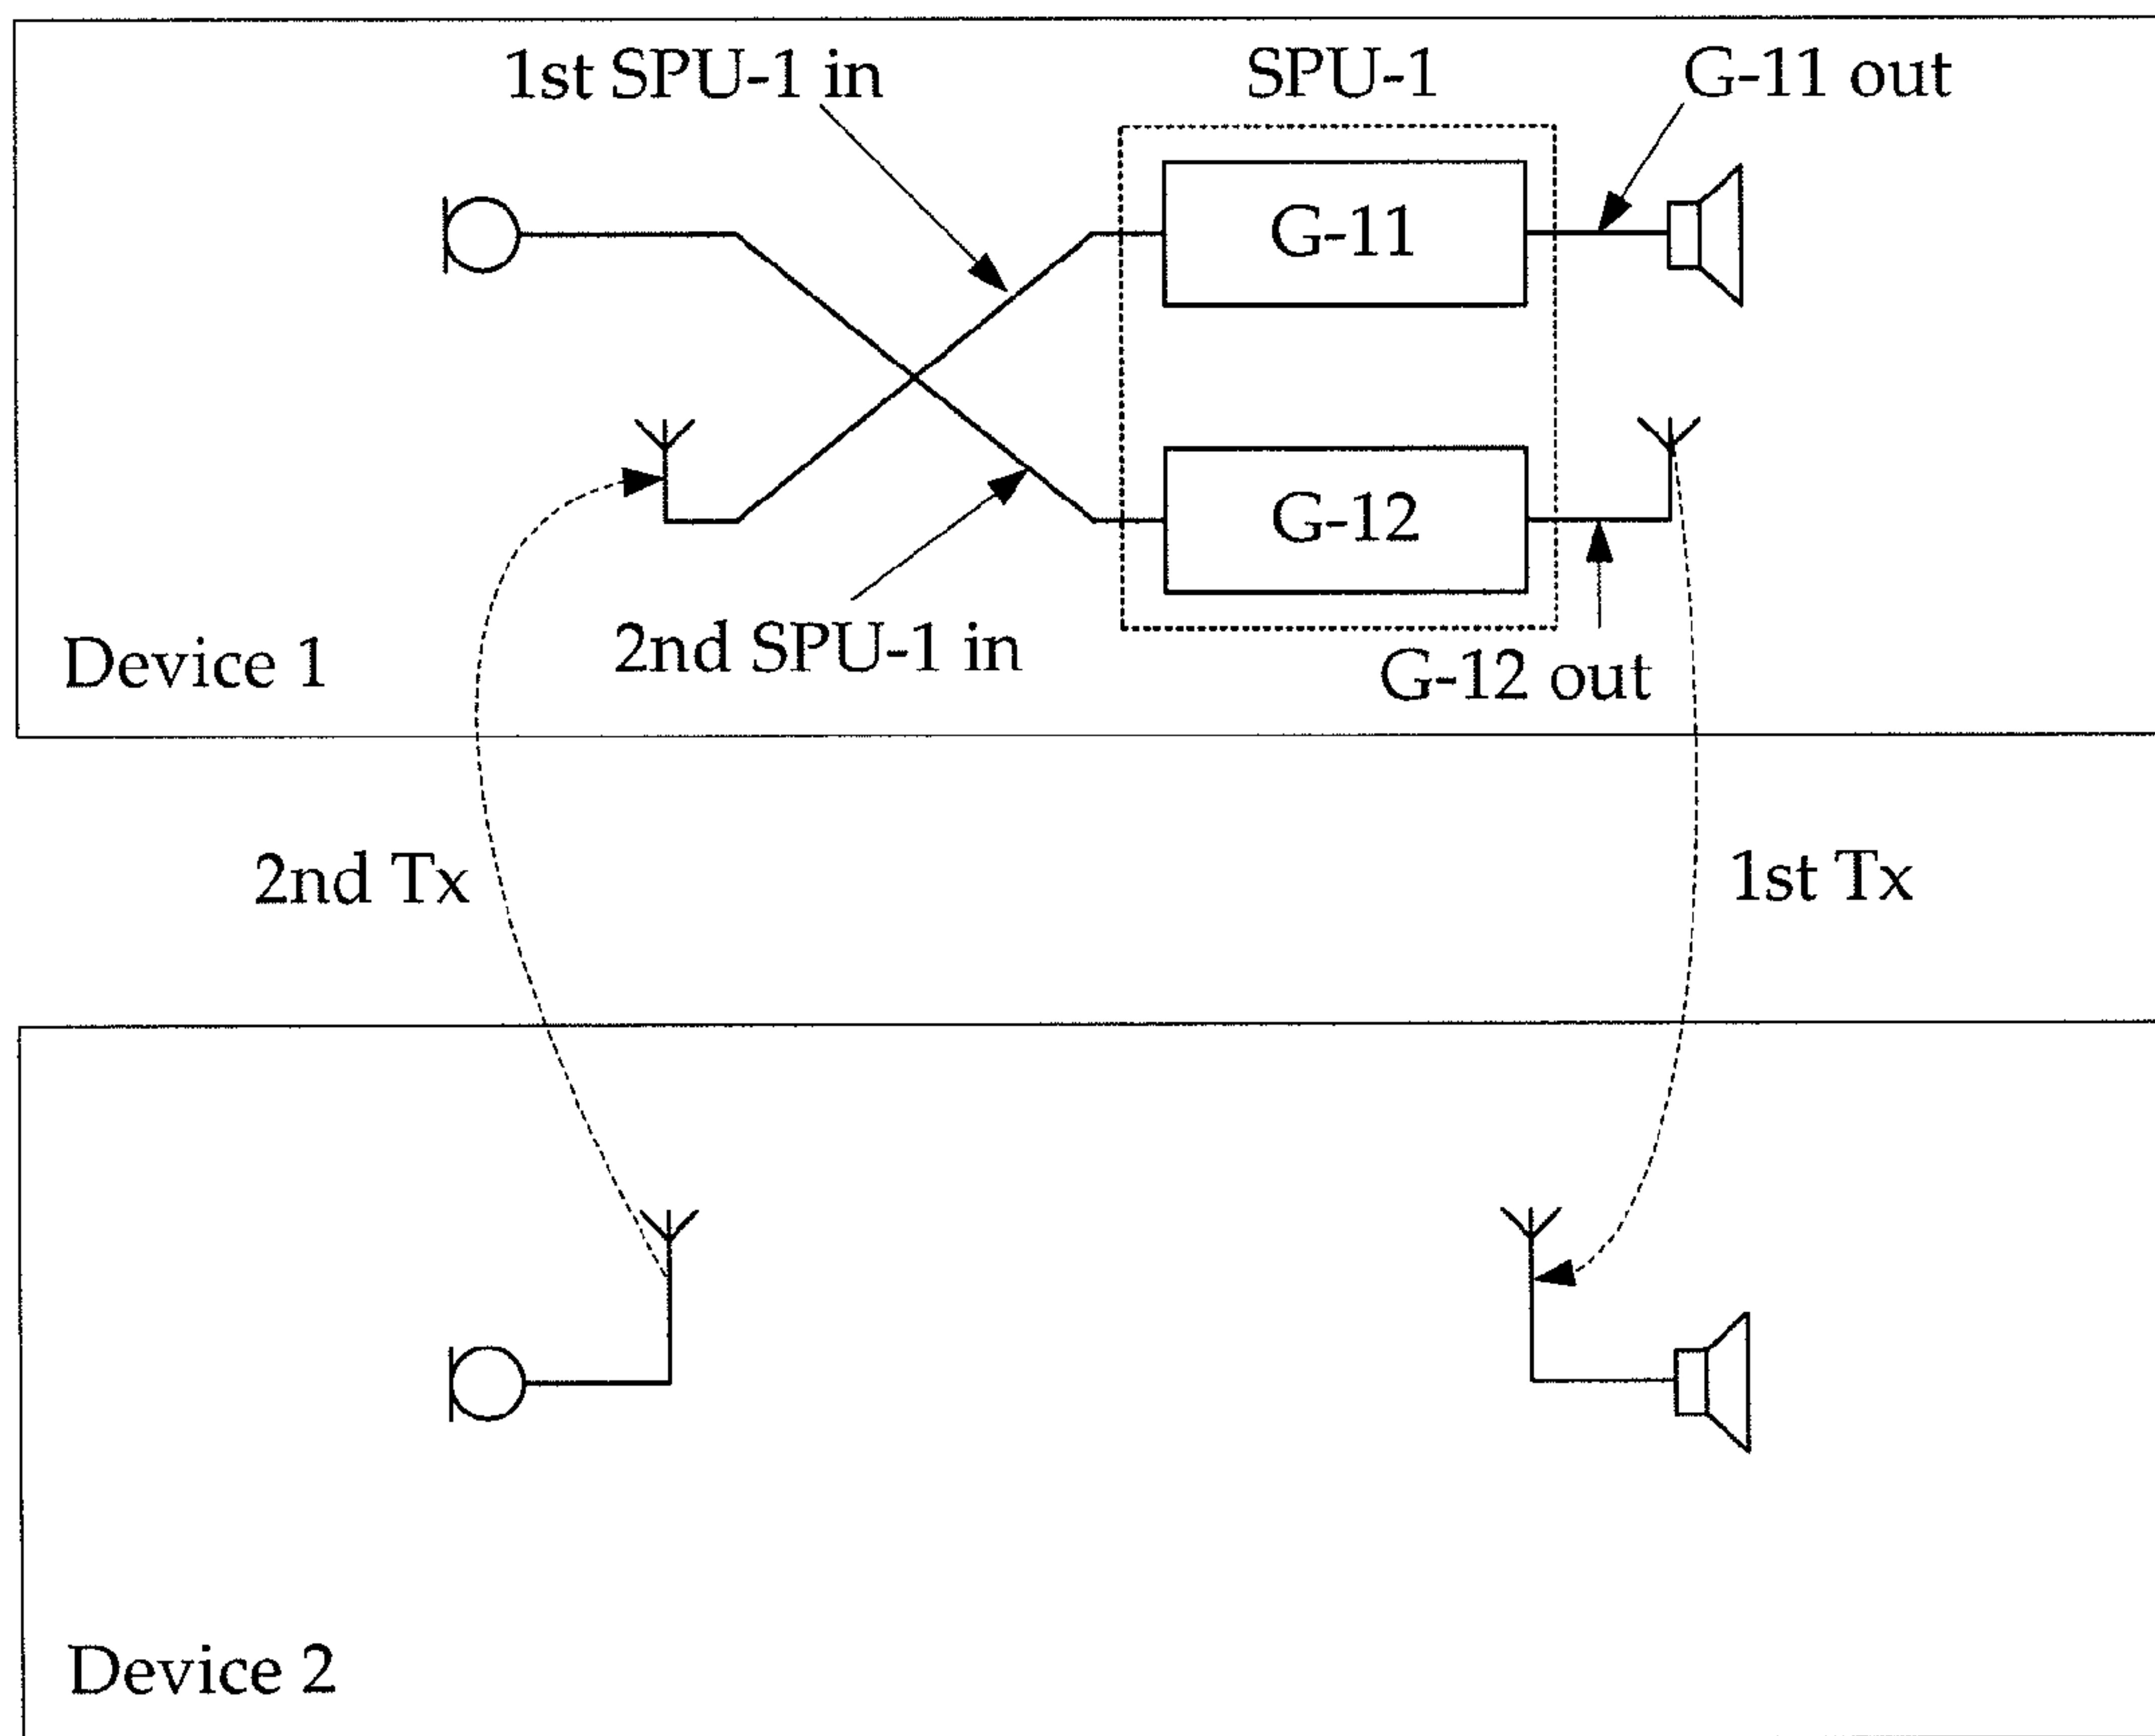 1st SPU-1 in
SPU-1
G-11 out
G-11
G-12
2nd SPU-1 in
G-12 out
Device 1
2nd Tx
1st Tx
Device 2